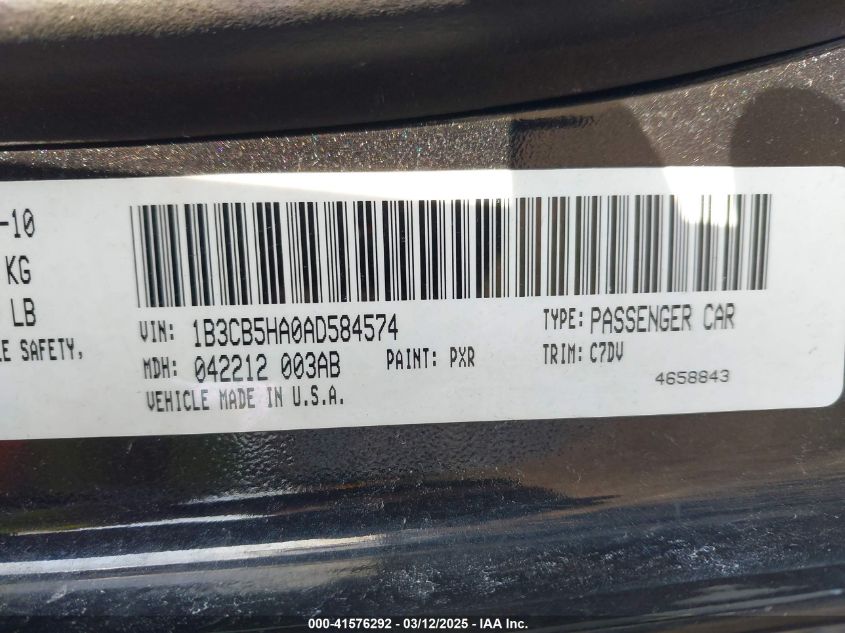 -10
KG
LB
LE SAFETY,
VIN: 1B3CB5HA0AD584574
TYPE: PASSENGER CAR
MDH: 042212 003AB
PAINT: PXR
TRIM: C7DV
VEHICLE MADE IN U.S.A.
4658843
000-41576292 - 03/12/2025 - IAA Inc.